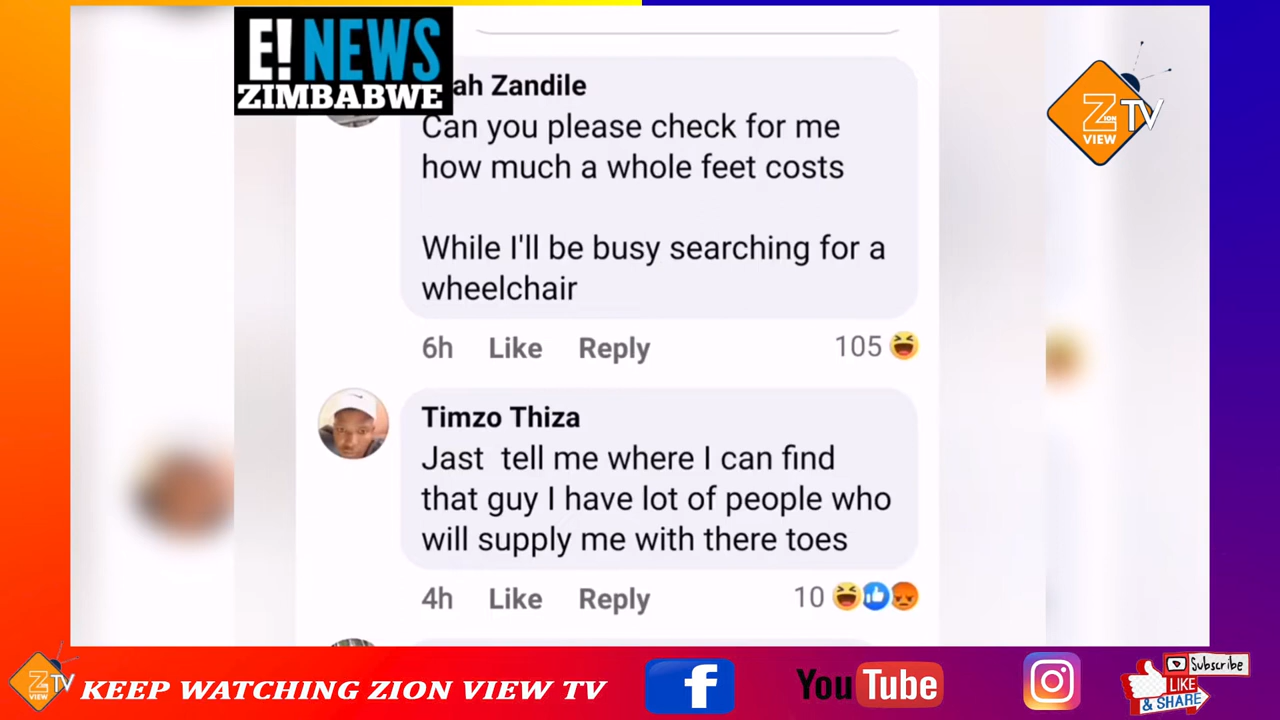 E! NEWS
ZIMBABWE
ah Zandile
Can you please check for me
how much a whole feet costs
While I'll be busy searching for a
wheelchair
6h Like Reply 105
Timzo Thiza
Jast tell me where I can find
that guy I have lot of people who
will supply me with there toes
4h Like Reply 10
Z TV
ZION
VIEW
Z TV
VIEW
KEEP WATCHING ZION VIEW TV
f
YouTube
Subscribe
LIKE
& SHARE